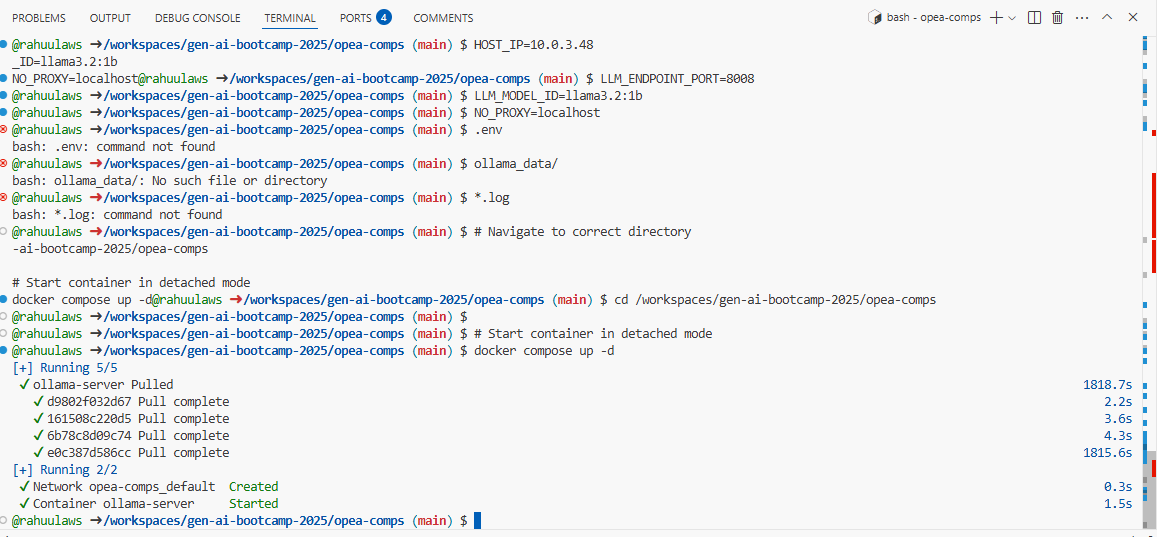 PROBLEMS OUTPUT DEBUG CONSOLE TERMINAL PORTS 4 COMMENTS bash - opea-comps
@rahuulaws ➜/workspaces/gen-ai-bootcamp-2025/opea-comps (main) $ HOST_IP=10.0.3.48
_ID=llama3.2:1b
NO_PROXY=localhost@rahuulaws ➜/workspaces/gen-ai-bootcamp-2025/opea-comps (main) $ LLM_ENDPOINT_PORT=8008
@rahuulaws ➜/workspaces/gen-ai-bootcamp-2025/opea-comps (main) $ LLM_MODEL_ID=llama3.2:1b
@rahuulaws ➜/workspaces/gen-ai-bootcamp-2025/opea-comps (main) $ NO_PROXY=localhost
@rahuulaws ➜/workspaces/gen-ai-bootcamp-2025/opea-comps (main) $ .env
bash: .env: command not found
@rahuulaws ➜/workspaces/gen-ai-bootcamp-2025/opea-comps (main) $ ollama_data/
bash: ollama_data/: No such file or directory
@rahuulaws ➜/workspaces/gen-ai-bootcamp-2025/opea-comps (main) $ *.log
bash: *.log: command not found
@rahuulaws ➜/workspaces/gen-ai-bootcamp-2025/opea-comps (main) $ # Navigate to correct directory
-ai-bootcamp-2025/opea-comps
# Start container in detached mode
docker compose up -d@rahuulaws ➜/workspaces/gen-ai-bootcamp-2025/opea-comps (main) $ cd /workspaces/gen-ai-bootcamp-2025/opea-comps
@rahuulaws ➜/workspaces/gen-ai-bootcamp-2025/opea-comps (main) $
@rahuulaws ➜/workspaces/gen-ai-bootcamp-2025/opea-comps (main) $ # Start container in detached mode
@rahuulaws ➜/workspaces/gen-ai-bootcamp-2025/opea-comps (main) $ docker compose up -d
[+] Running 5/5
✔ollama-server Pulled 1818.7s
✔d9802f032d67 Pull complete 2.2s
✔161508c220d5 Pull complete 3.6s
✔6b78c8d09c74 Pull complete 4.3s
✔e0c387d586cc Pull complete 1815.6s
[+] Running 2/2
✔Network opea-comps_default Created 0.3s
✔Container ollama-server Started 1.5s
@rahuulaws ➜/workspaces/gen-ai-bootcamp-2025/opea-comps (main) $